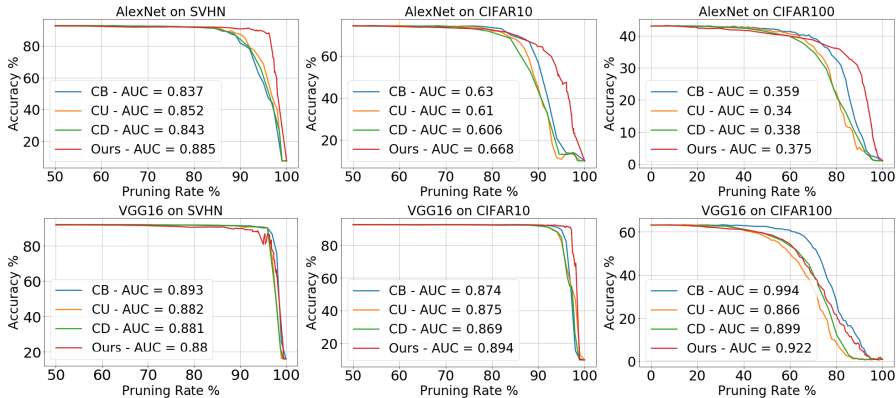 AlexNet on SVHN
Accuracy %
80
60
40
20
CB - AUC = 0.837
CU - AUC = 0.852
CD - AUC = 0.843
Ours - AUC = 0.885
50 60 70 80 90 100
Pruning Rate %
AlexNet on CIFAR10
Accuracy %
60
40
20
CB - AUC = 0.63
CU - AUC = 0.61
CD - AUC = 0.606
Ours - AUC = 0.668
50 60 70 80 90 100
Pruning Rate %
AlexNet on CIFAR100
Accuracy %
40
30
20
10
0
CB - AUC = 0.359
CU - AUC = 0.34
CD - AUC = 0.338
Ours - AUC = 0.375
0 20 40 60 80 100
Pruning Rate %
VGG16 on SVHN
Accuracy %
80
60
40
20
CB - AUC = 0.893
CU - AUC = 0.882
CD - AUC = 0.881
Ours - AUC = 0.88
50 60 70 80 90 100
Pruning Rate %
VGG16 on CIFAR10
Accuracy %
80
60
40
20
CB - AUC = 0.874
CU - AUC = 0.875
CD - AUC = 0.869
Ours - AUC = 0.894
50 60 70 80 90 100
Pruning Rate %
VGG16 on CIFAR100
Accuracy %
60
40
20
0
CB - AUC = 0.994
CU - AUC = 0.866
CD - AUC = 0.899
Ours - AUC = 0.922
0 20 40 60 80 100
Pruning Rate %